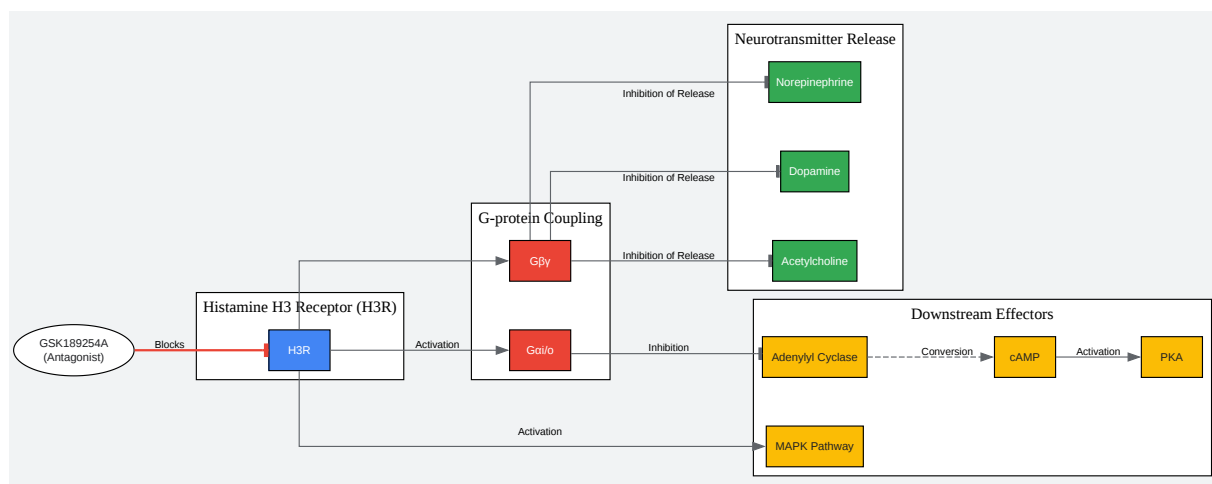 Neurotransmitter Release
Norepinephrine
Inhibition of Release
Dopamine
Inhibition of Release
G-protein Coupling
Gβγ
Inhibition of Release
Acetylcholine
Histamine H3 Receptor (H3R)
Downstream Effectors
GSK189254A
(Antagonist)
Blocks
H3R
Activation
Gαi/o
Inhibition
Adenylyl Cyclase
Conversion
cAMP
Activation
PKA
Activation
MAPK Pathway